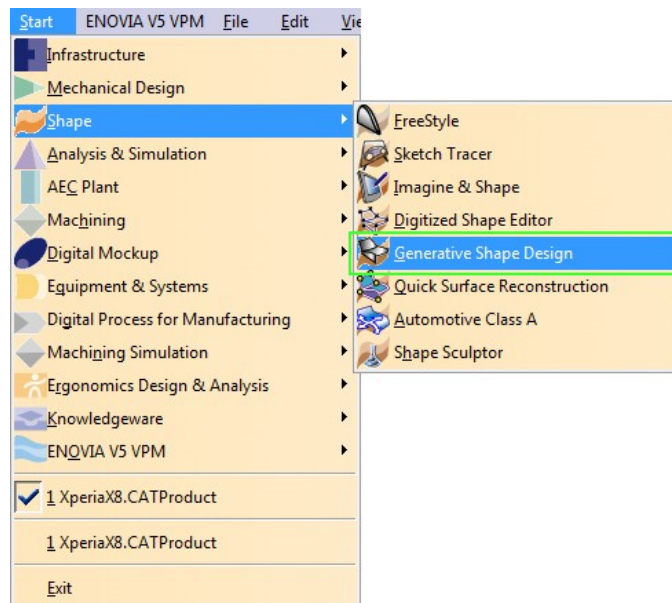 Start ENOVIA V5 VPM File Edit Vie
Infrastructure
Mechanical Design
Shape
Analysis & Simulation
AEC Plant
Machining
Digital Mockup
Equipment & Systems
Digital Process for Manufacturing
Machining Simulation
Ergonomics Design & Analysis
Knowledgeware
ENOVIA V5 VPM
1 XperiaX8.CATProduct
1 XperiaX8.CATProduct
Exit
FreeStyle
Sketch Tracer
Imagine & Shape
Digitized Shape Editor
Generative Shape Design
Quick Surface Reconstruction
Automotive Class A
Shape Sculptor